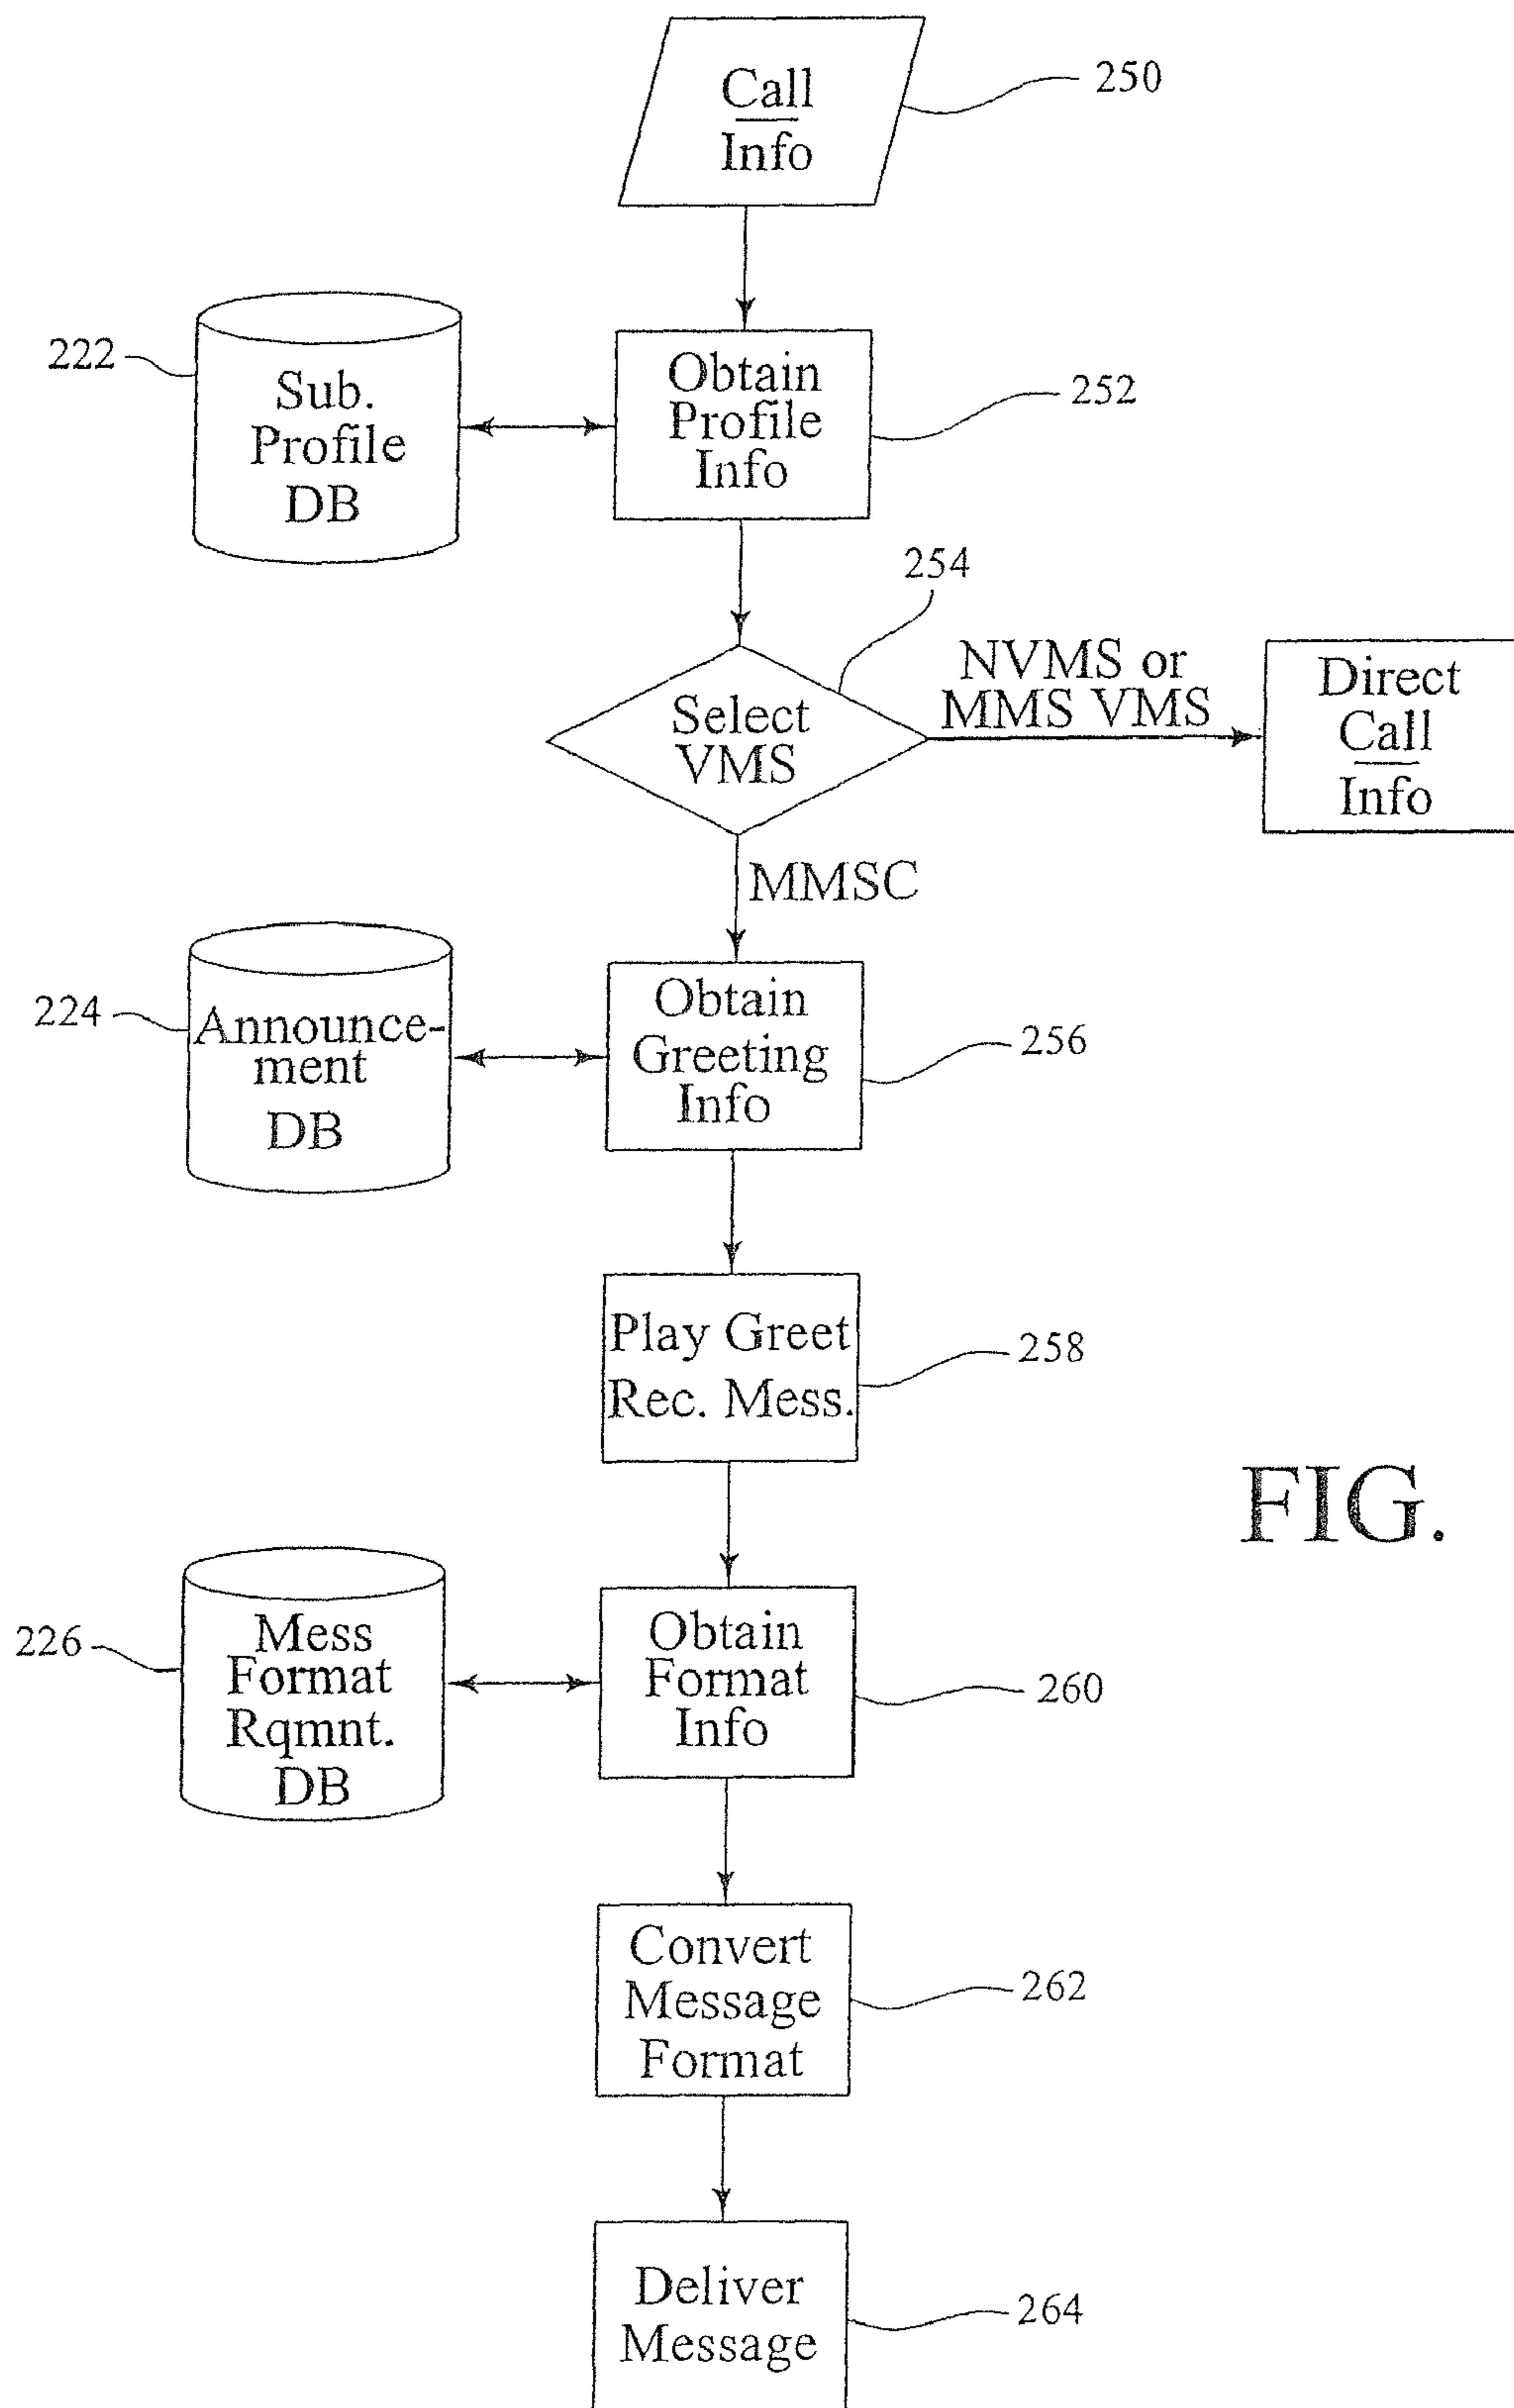 Call
Info
250
222
Sub.
Profile
DB
Obtain
Profile
Info
252
254
Select
VMS
NVMS or
MMS VMS
Direct
Call
Info
MMSC
224
Announce-
ment
DB
Obtain
Greeting
Info
256
Play Greet
Rec. Mess.
258
FIG.
226
Mess
Format
Rqmnt.
DB
Obtain
Format
Info
260
Convert
Message
Format
262
Deliver
Message
264